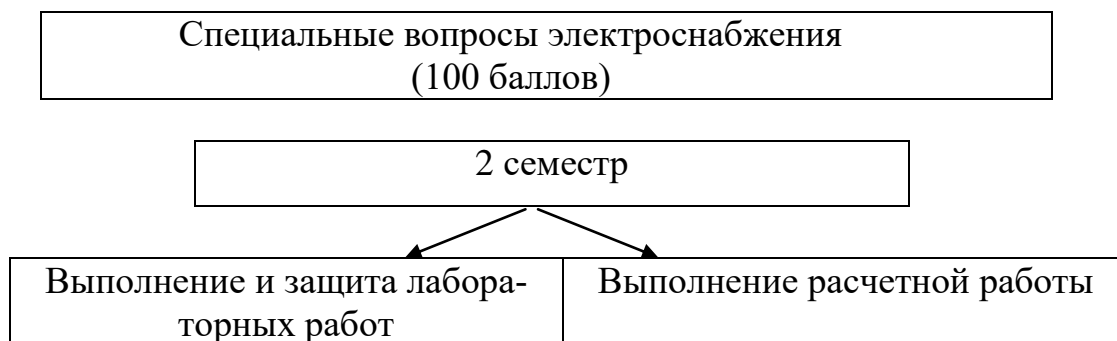 Специальные вопросы электроснабжения
(100 баллов)
2 семестр
Выполнение и защита лабора-
торных работ
Выполнение расчетной работы